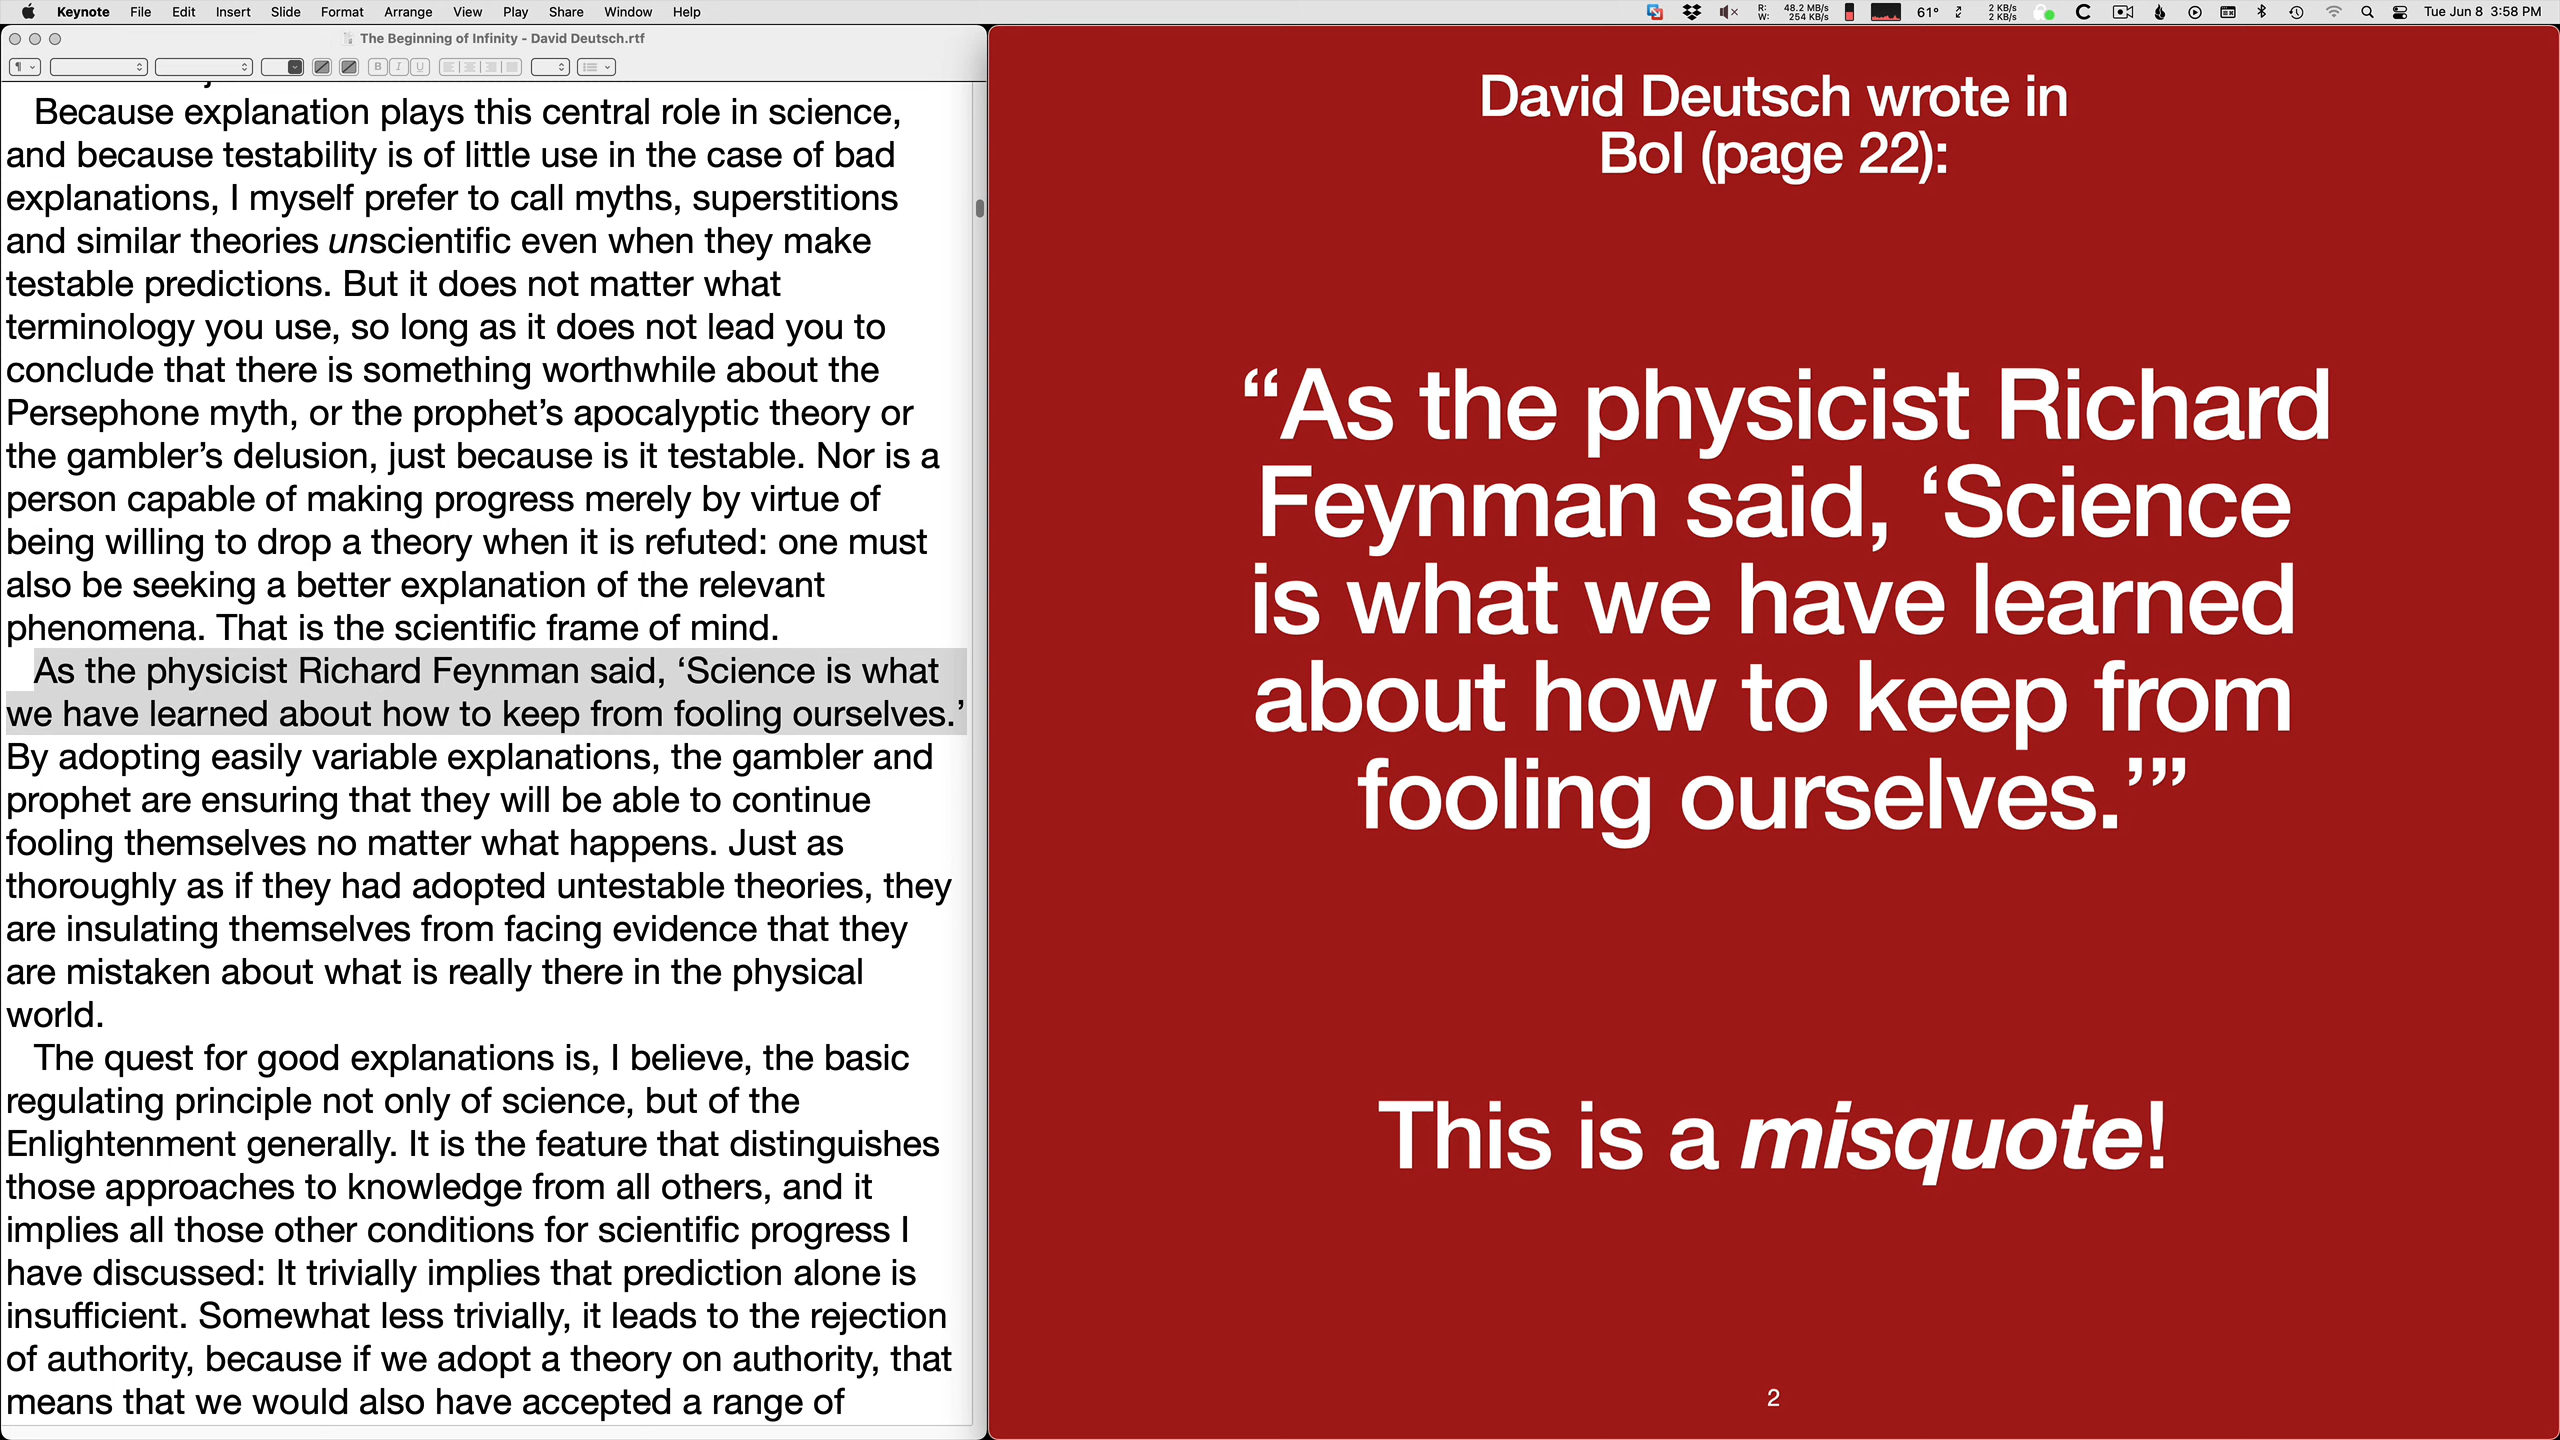 Keynote File Edit Insert Slide Format Arrange View Play Share Window Help
R: 48.2 MB/s
W: 254 KB/s
61°
2 KB/s
2 KB/s
Tue Jun 8 3:58 PM
The Beginning of Infinity - David Deutsch.rtf
¶
B I U
Because explanation plays this central role in science,
and because testability is of little use in the case of bad
explanations, I myself prefer to call myths, superstitions
and similar theories unscientific even when they make
testable predictions. But it does not matter what
terminology you use, so long as it does not lead you to
conclude that there is something worthwhile about the
Persephone myth, or the prophet’s apocalyptic theory or
the gambler’s delusion, just because is it testable. Nor is a
person capable of making progress merely by virtue of
being willing to drop a theory when it is refuted: one must
also be seeking a better explanation of the relevant
phenomena. That is the scientific frame of mind.
As the physicist Richard Feynman said, ‘Science is what
we have learned about how to keep from fooling ourselves.’
By adopting easily variable explanations, the gambler and
prophet are ensuring that they will be able to continue
fooling themselves no matter what happens. Just as
thoroughly as if they had adopted untestable theories, they
are insulating themselves from facing evidence that they
are mistaken about what is really there in the physical
world.
The quest for good explanations is, I believe, the basic
regulating principle not only of science, but of the
Enlightenment generally. It is the feature that distinguishes
those approaches to knowledge from all others, and it
implies all those other conditions for scientific progress I
have discussed: It trivially implies that prediction alone is
insufficient. Somewhat less trivially, it leads to the rejection
of authority, because if we adopt a theory on authority, that
means that we would also have accepted a range of
David Deutsch wrote in
BoI (page 22):
“As the physicist Richard
Feynman said, ‘Science
is what we have learned
about how to keep from
fooling ourselves.’”
This is a misquote!
2